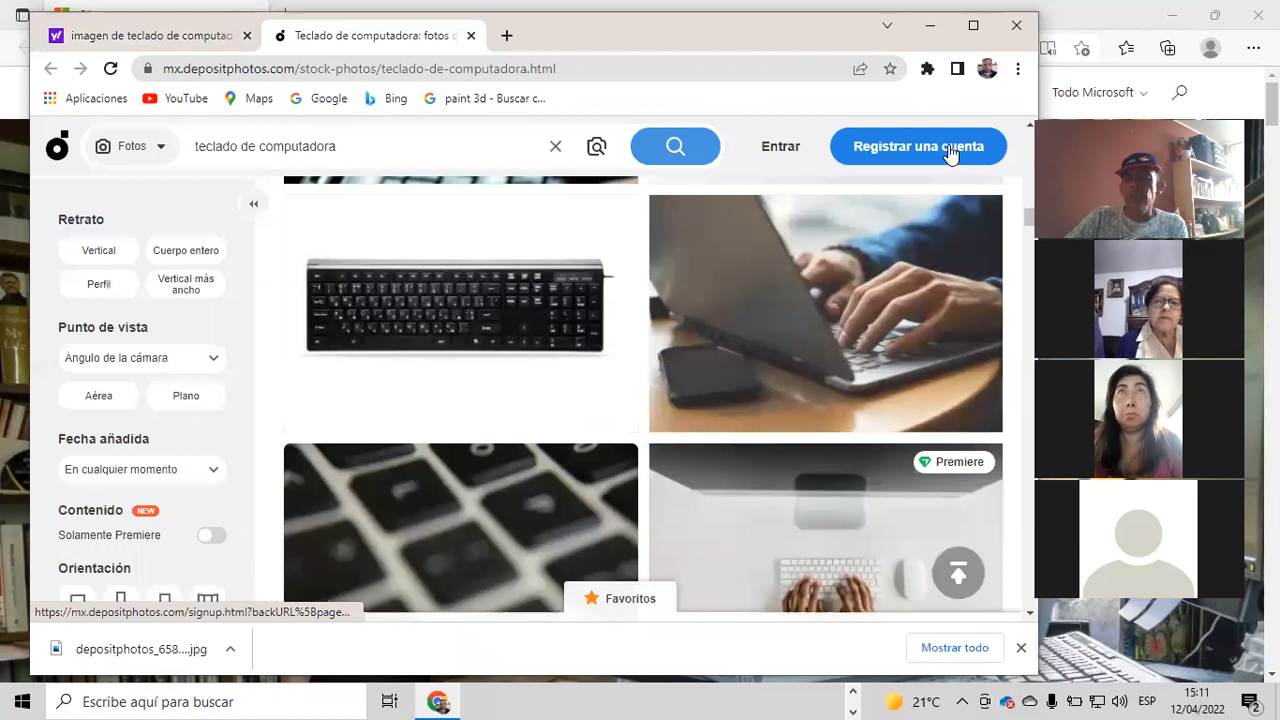 imagen de teclado de computad
Teclado de computadora: fotos d
mx.depositphotos.com/stock-photos/teclado-de-computadora.html
Aplicaciones
YouTube
Maps
Google
Bing
paint 3d - Buscar c...
Todo Microsoft
Fotos
teclado de computadora
Entrar
Registrar una cuenta
Retrato
Vertical
Cuerpo entero
Perfil
Vertical más
ancho
Punto de vista
Ángulo de la cámara
Aérea
Plano
Fecha añadida
En cualquier momento
Contenido
NEW
Solamente Premiere
Orientación
Premiere
Favoritos
https://mx.depositphotos.com/signup.html?backURL%5Bpage...
depositphotos_658....jpg
Mostrar todo
Escribe aquí para buscar
21°C
ESP
15:11
12/04/2022
2